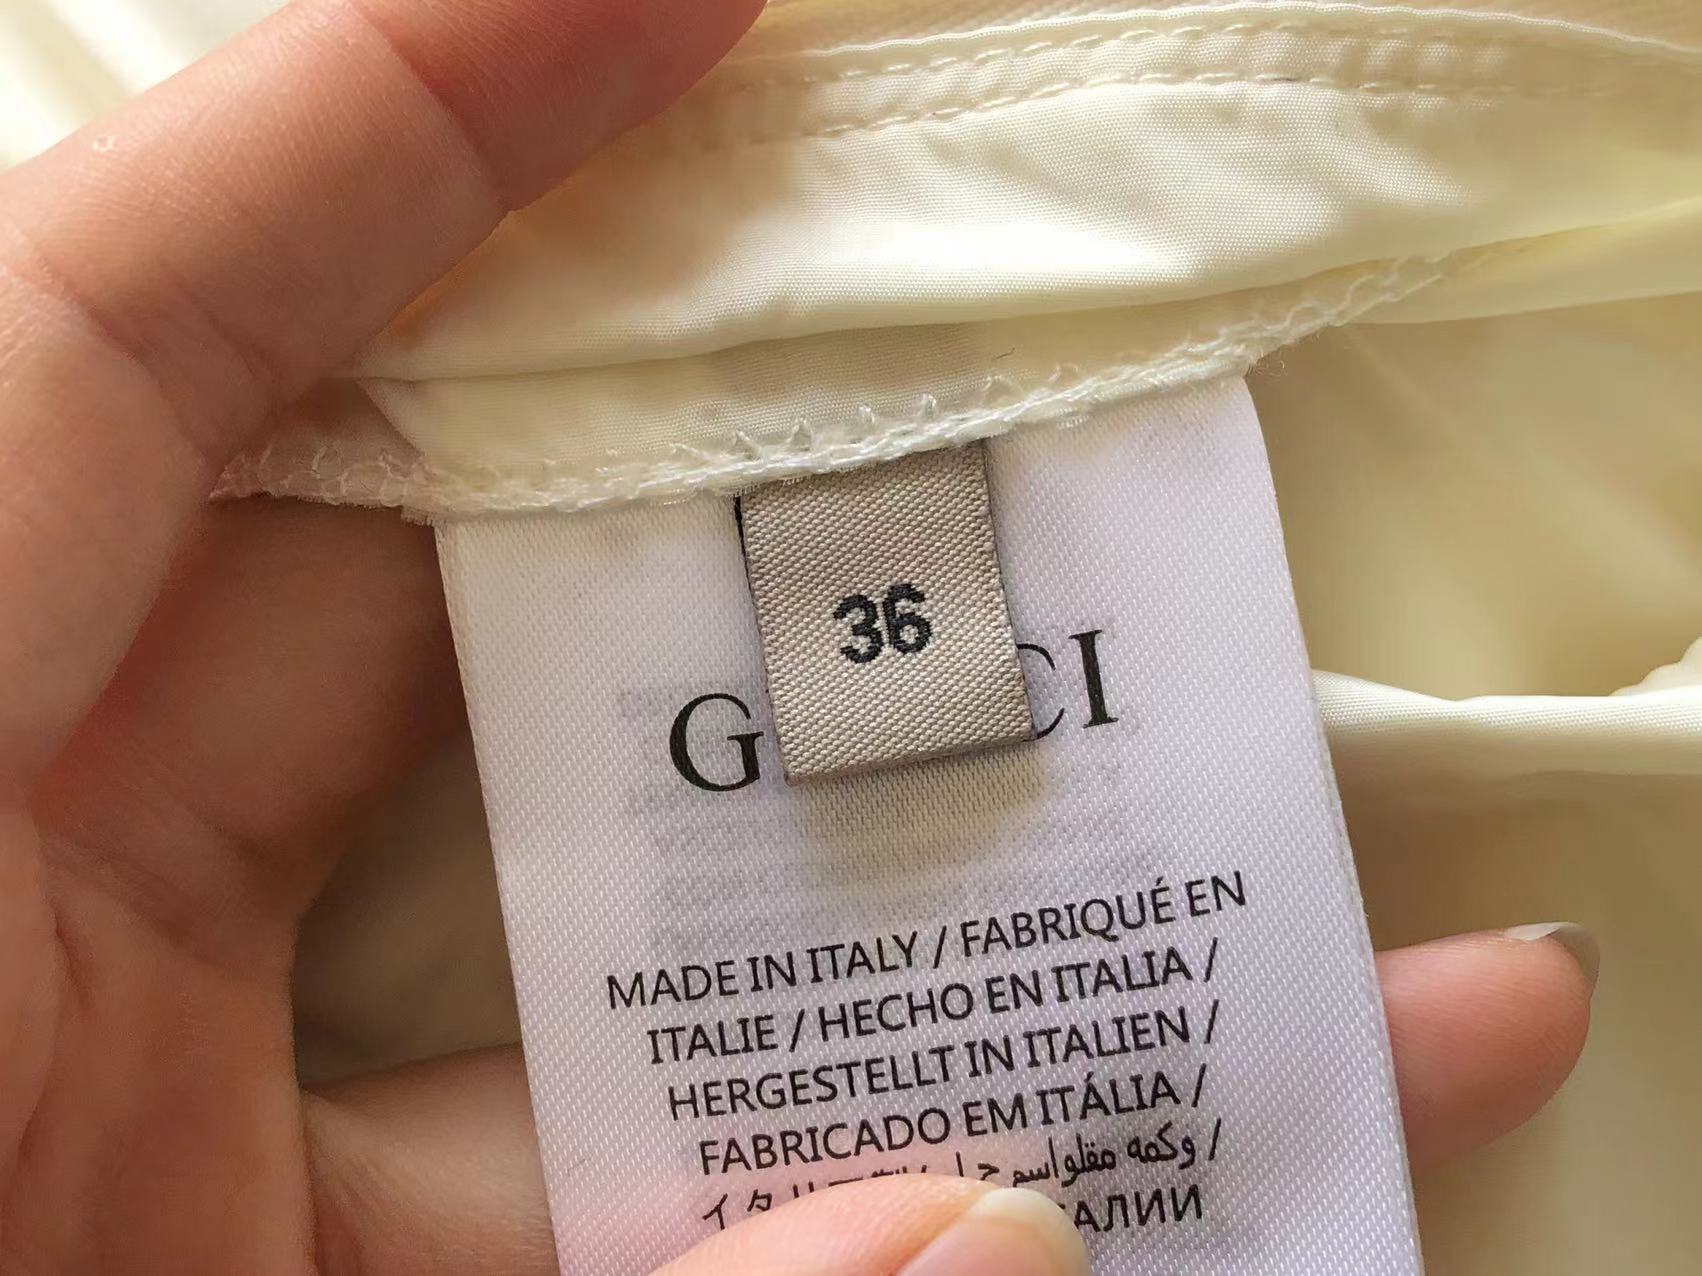 36
G CI
MADE IN ITALY / FABRIQUÉ EN
ITALIE / HECHO EN ITALIA /
HERGESTELLT IN ITALIEN /
FABRICADO EM ITÁLIA /
/